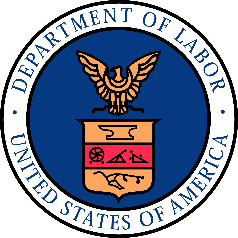 DEPARTMENT OF LABOR
UNITED STATES OF AMERICA